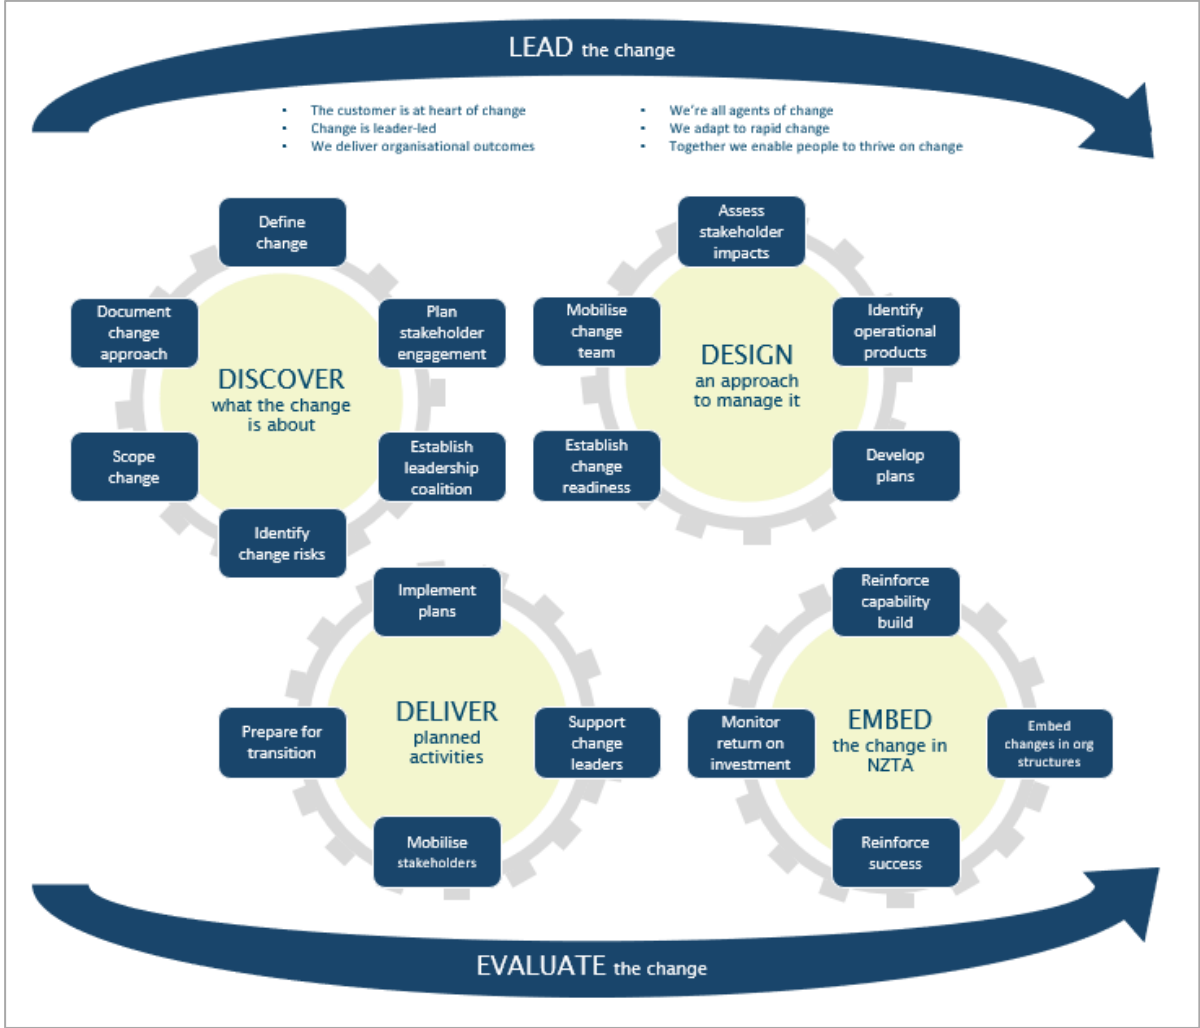 LEAD the change
▪ The customer is at heart of change
▪ Change is leader-led
▪ We deliver organisational outcomes
▪ We're all agents of change
▪ We adapt to rapid change
▪ Together we enable people to thrive on change
Define
change
Document
change
approach
Plan
stakeholder
engagement
DISCOVER
what the change
is about
Scope
change
Establish
leadership
coalition
Identify
change risks
Assess
stakeholder
impacts
Mobilise
change
team
Identify
operational
products
DESIGN
an approach
to manage it
Establish
change
readiness
Develop
plans
Implement
plans
Prepare for
transition
DELIVER
planned
activities
Support
change
leaders
Mobilise
stakeholders
Reinforce
capability
build
Monitor
return on
investment
EMBED
the change in
NZTA
Embed
changes in org
structures
Reinforce
success
EVALUATE the change